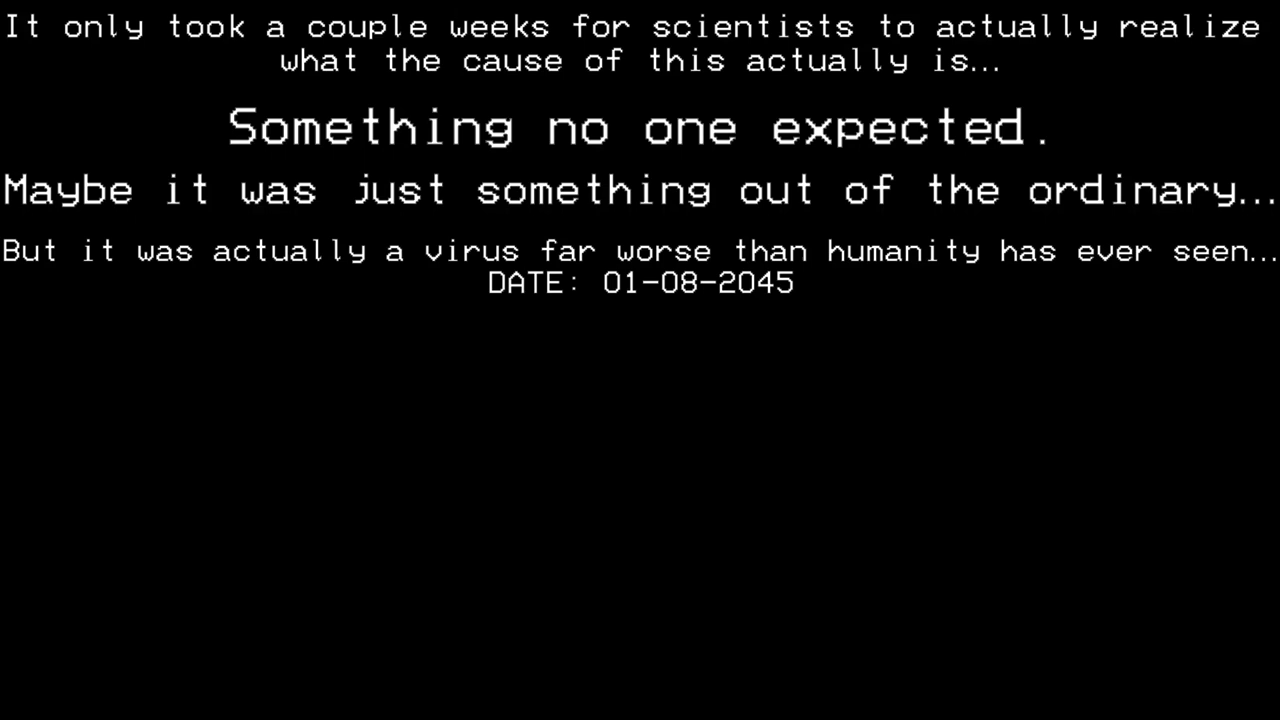 It only took a couple weeks for scientists to actually realize
what the cause of this actually is...
Something no one expected.
Maybe it was just something out of the ordinary...
But it was actually a virus far worse than humanity has ever seen...
DATE: 01-08-2045